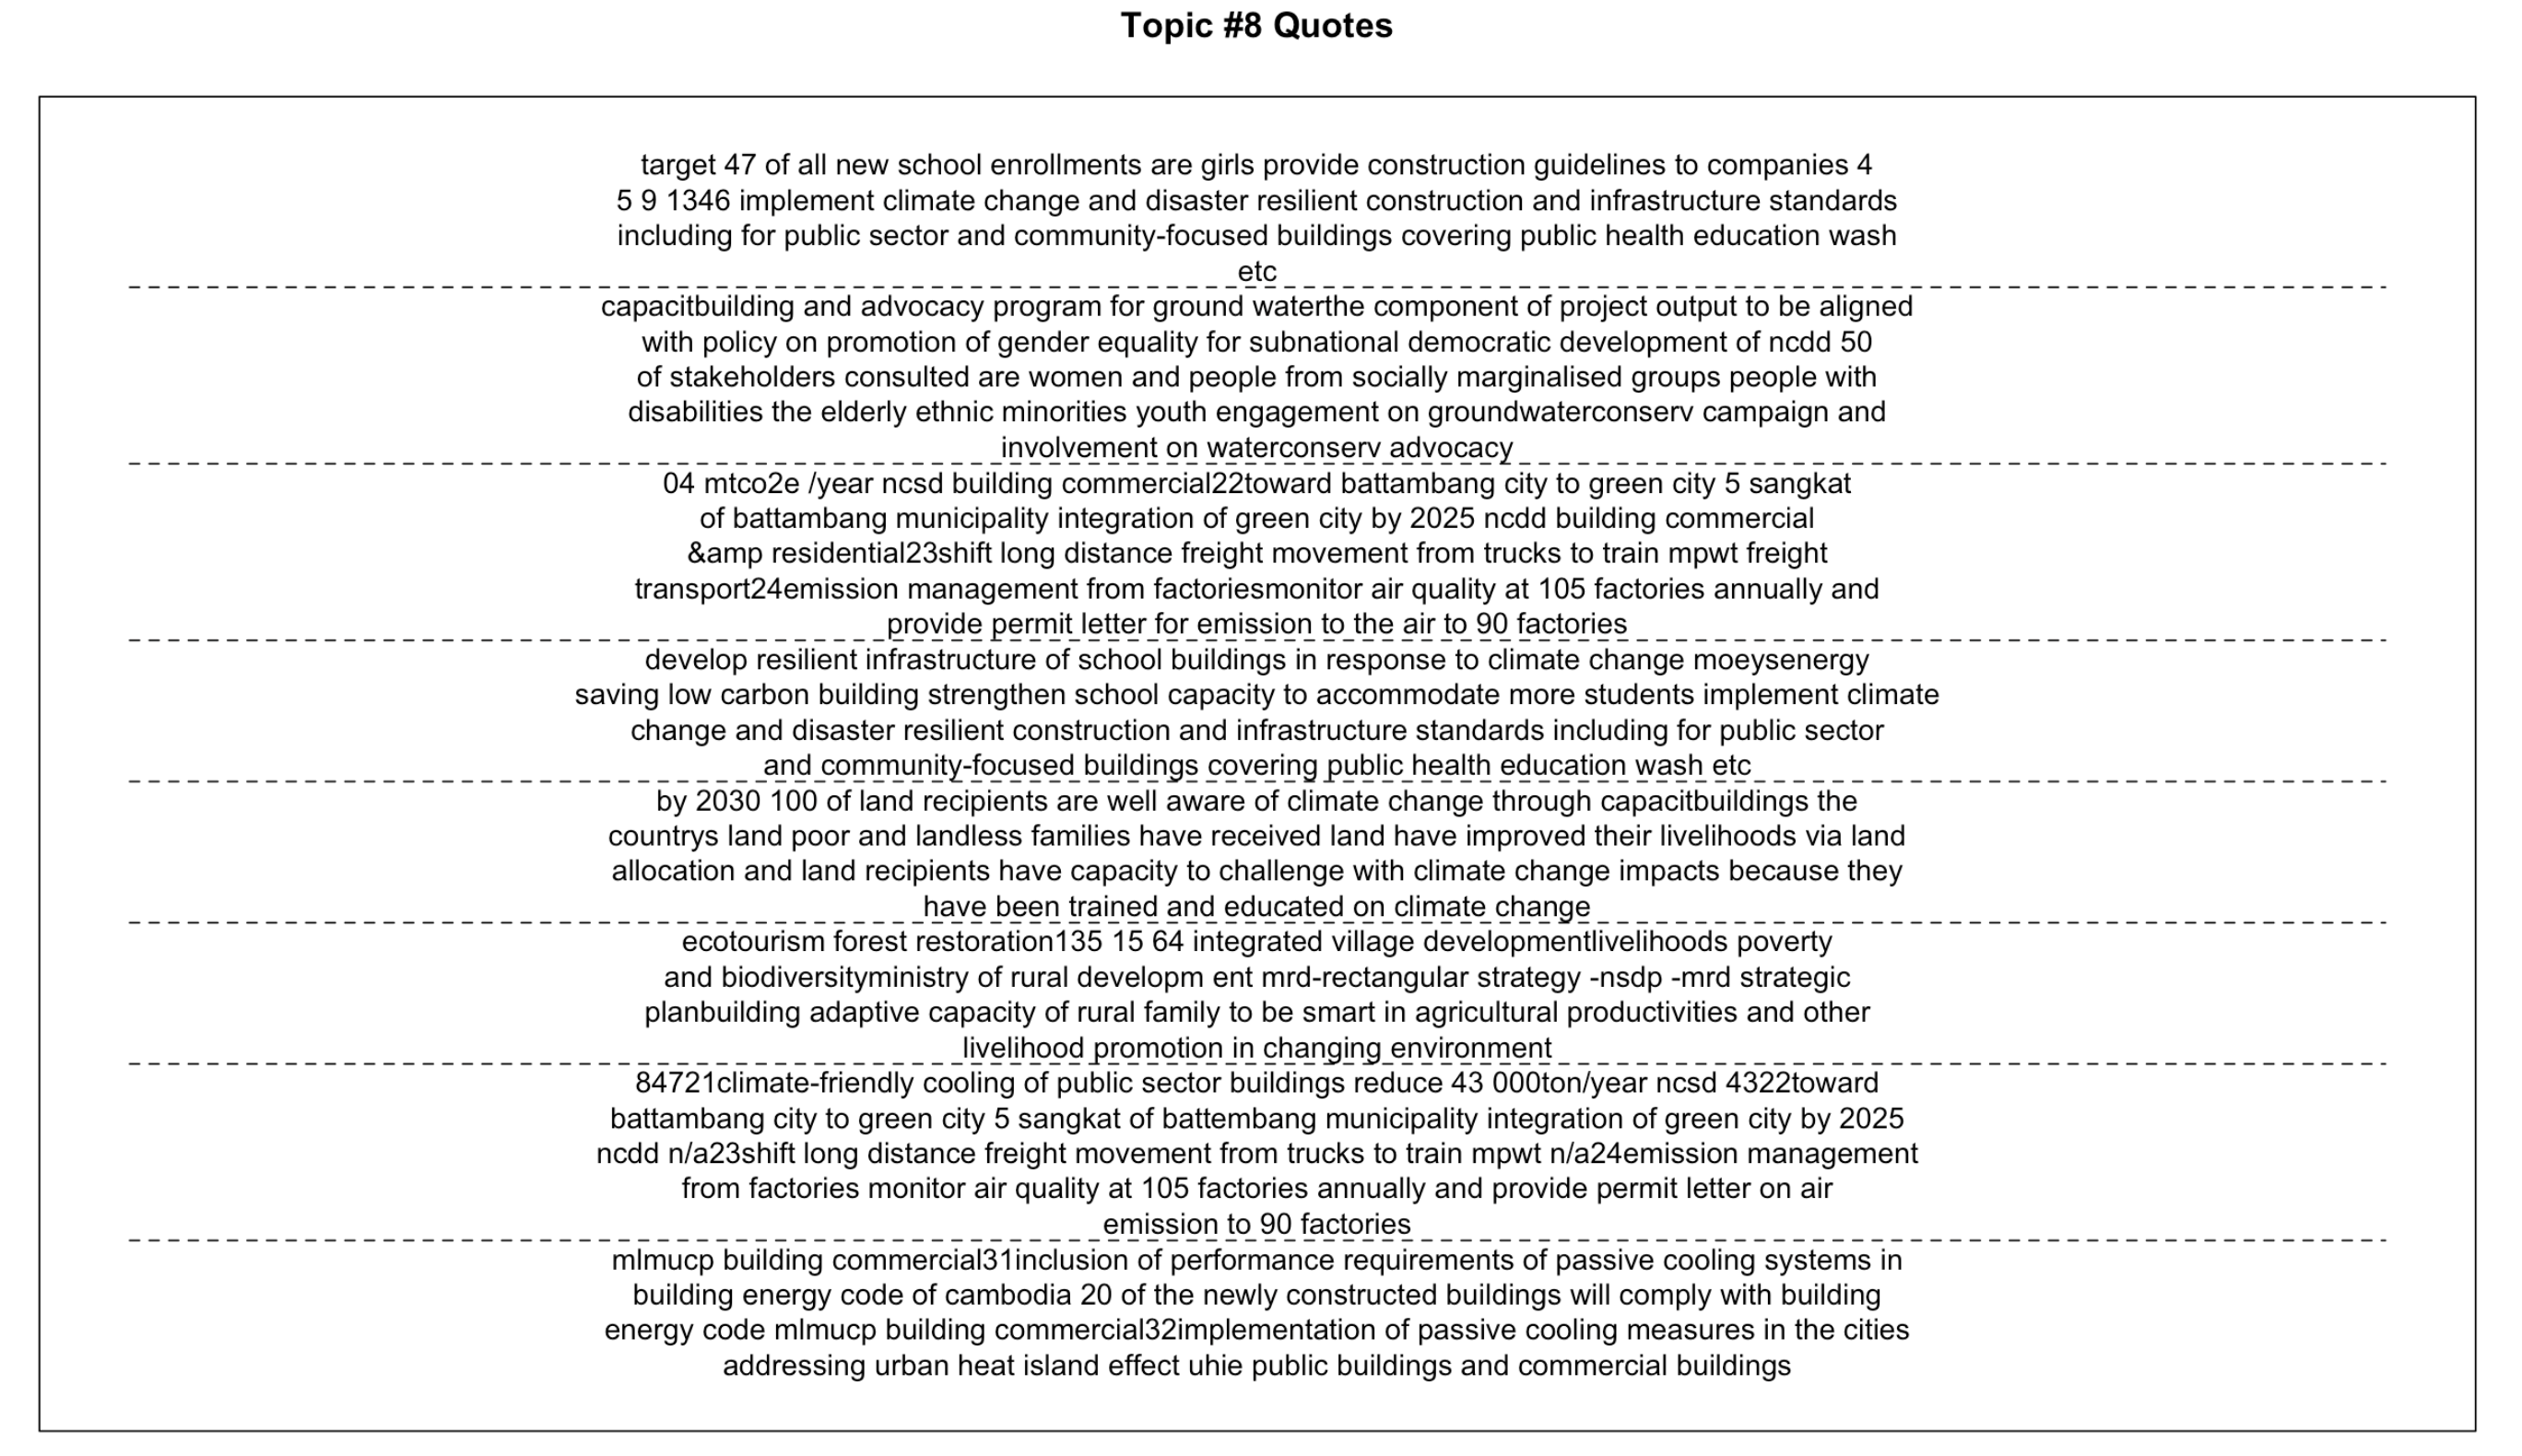 Topic #8 Quotes
target 47 of all new school enrollments are girls provide construction guidelines to companies 4
5 9 1346 implement climate change and disaster resilient construction and infrastructure standards
including for public sector and community-focused buildings covering public health education wash
etc
capacitbuilding and advocacy program for ground waterthe component of project output to be aligned
with policy on promotion of gender equality for subnational democratic development of ncdd 50
of stakeholders consulted are women and people from socially marginalised groups people with
disabilities the elderly ethnic minorities youth engagement on groundwaterconserv campaign and
involvement on waterconserv advocacy
04 mtco2e /year ncsd building commercial22toward battambang city to green city 5 sangkat
of battambang municipality integration of green city by 2025 ncdd building commercial
&amp residential23shift long distance freight movement from trucks to train mpwt freight
transport24emission management from factoriesmonitor air quality at 105 factories annually and
provide permit letter for emission to the air to 90 factories
develop resilient infrastructure of school buildings in response to climate change moeysenergy
saving low carbon building strengthen school capacity to accommodate more students implement climate
change and disaster resilient construction and infrastructure standards including for public sector
and community-focused buildings covering public health education wash etc
by 2030 100 of land recipients are well aware of climate change through capacitbuildings the
countrys land poor and landless families have received land have improved their livelihoods via land
allocation and land recipients have capacity to challenge with climate change impacts because they
have been trained and educated on climate change
ecotourism forest restoration135 15 64 integrated village developmentlivelihoods poverty
and biodiversityministry of rural developm ent mrd-rectangular strategy -nsdp -mrd strategic
planbuilding adaptive capacity of rural family to be smart in agricultural productivities and other
livelihood promotion in changing environment
84721climate-friendly cooling of public sector buildings reduce 43 000ton/year ncsd 4322toward
battambang city to green city 5 sangkat of battembang municipality integration of green city by 2025
ncdd n/a23shift long distance freight movement from trucks to train mpwt n/a24emission management
from factories monitor air quality at 105 factories annually and provide permit letter on air
emission to 90 factories
mlmucp building commercial31inclusion of performance requirements of passive cooling systems in
building energy code of cambodia 20 of the newly constructed buildings will comply with building
energy code mlmucp building commercial32implementation of passive cooling measures in the cities
addressing urban heat island effect uhie public buildings and commercial buildings